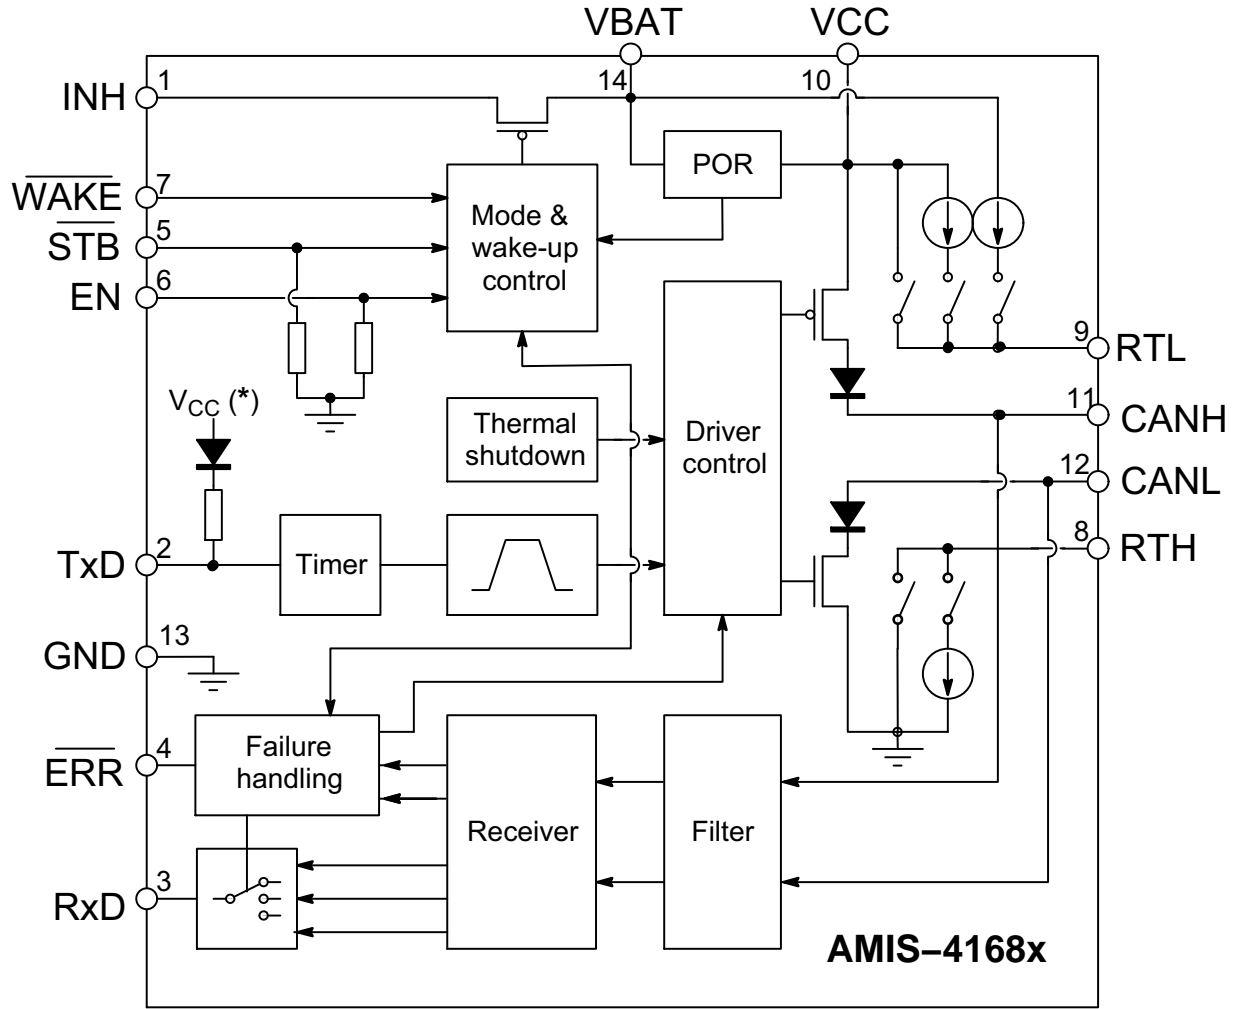 VBAT
VCC
INH
1
14
10
POR
WAKE
7
STB
5
EN
6
Mode &
wake-up
control
9
RTL
VCC (*)
Thermal
shutdown
Driver
control
11
CANH
12
CANL
TxD
2
Timer
8
RTH
GND
13
ERR
4
Failure
handling
Receiver
Filter
RxD
3
AMIS–4168x